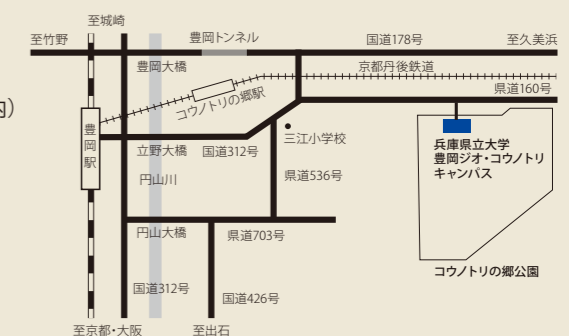 至城崎
至竹野
豊岡トンネル
国道178号
至久美浜
豊岡大橋
京都丹後鉄道
県道160号
コウノトリの郷駅
内）
豊岡駅
三江小学校
立野大橋
国道312号
兵庫県立大学
豊岡ジオ・コウノトリ
キャンパス
円山川
県道536号
円山大橋
県道703号
コウノトリの郷公園
国道312号
国道426号
至京都・大阪
至出石